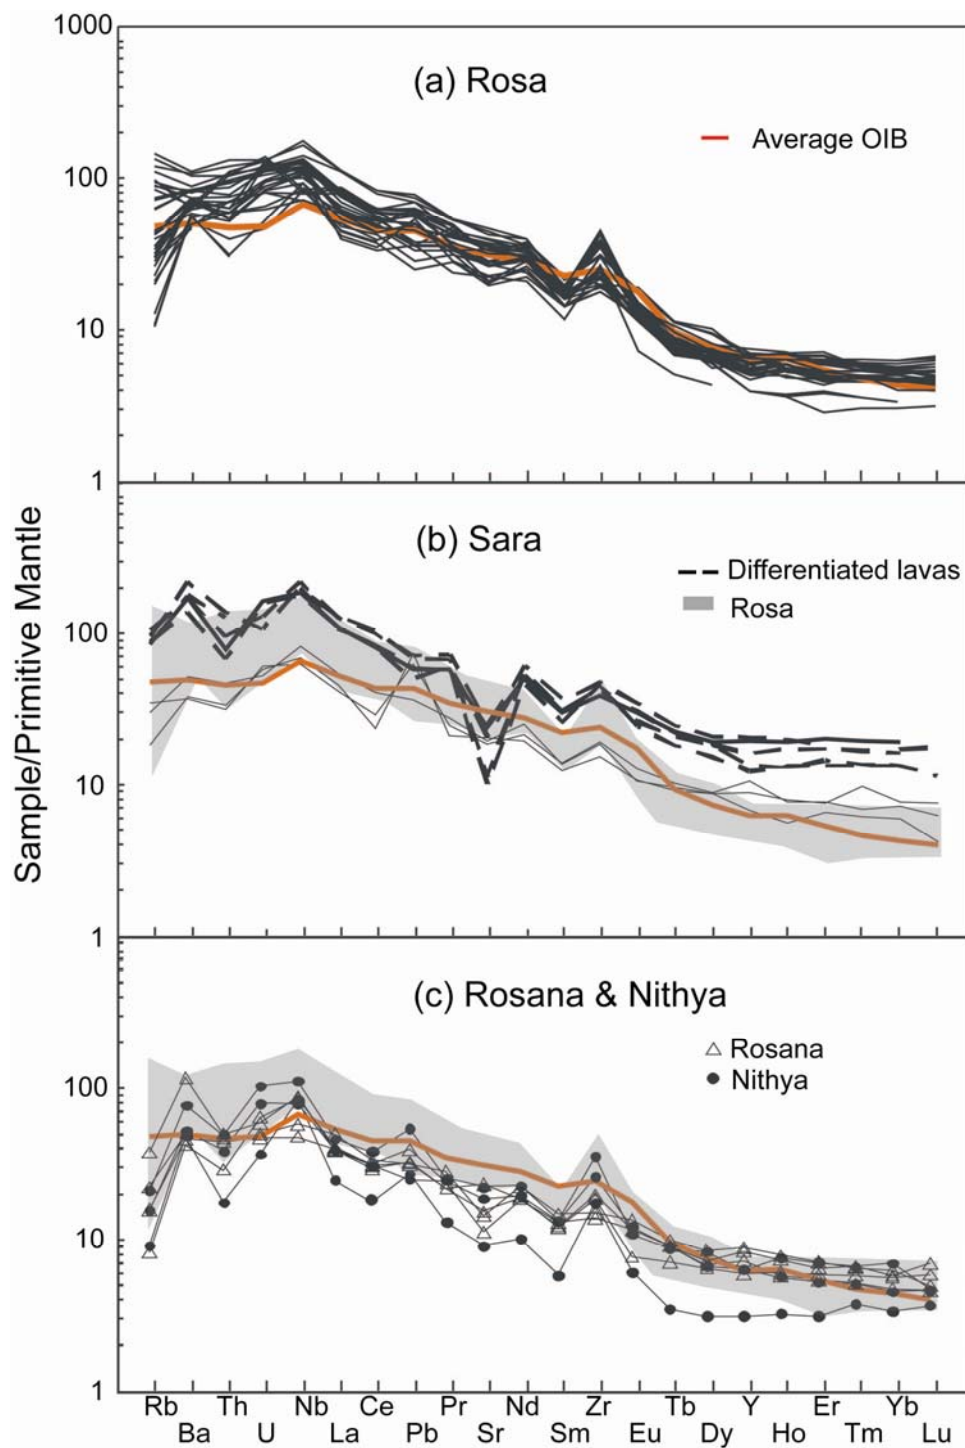 1000
(a) Rosa
Average OIB
100
10
1
(b) Sara
Differentiated lavas
Rosa
100
10
1
Sample/Primitive Mantle
(c) Rosana & Nithya
Rosana
Nithya
100
10
1
Rb Th Nb Ce Pr Nd Zr Tb Y Er Yb
Ba U La Pb Sr Sm Eu Dy Ho Tm Lu